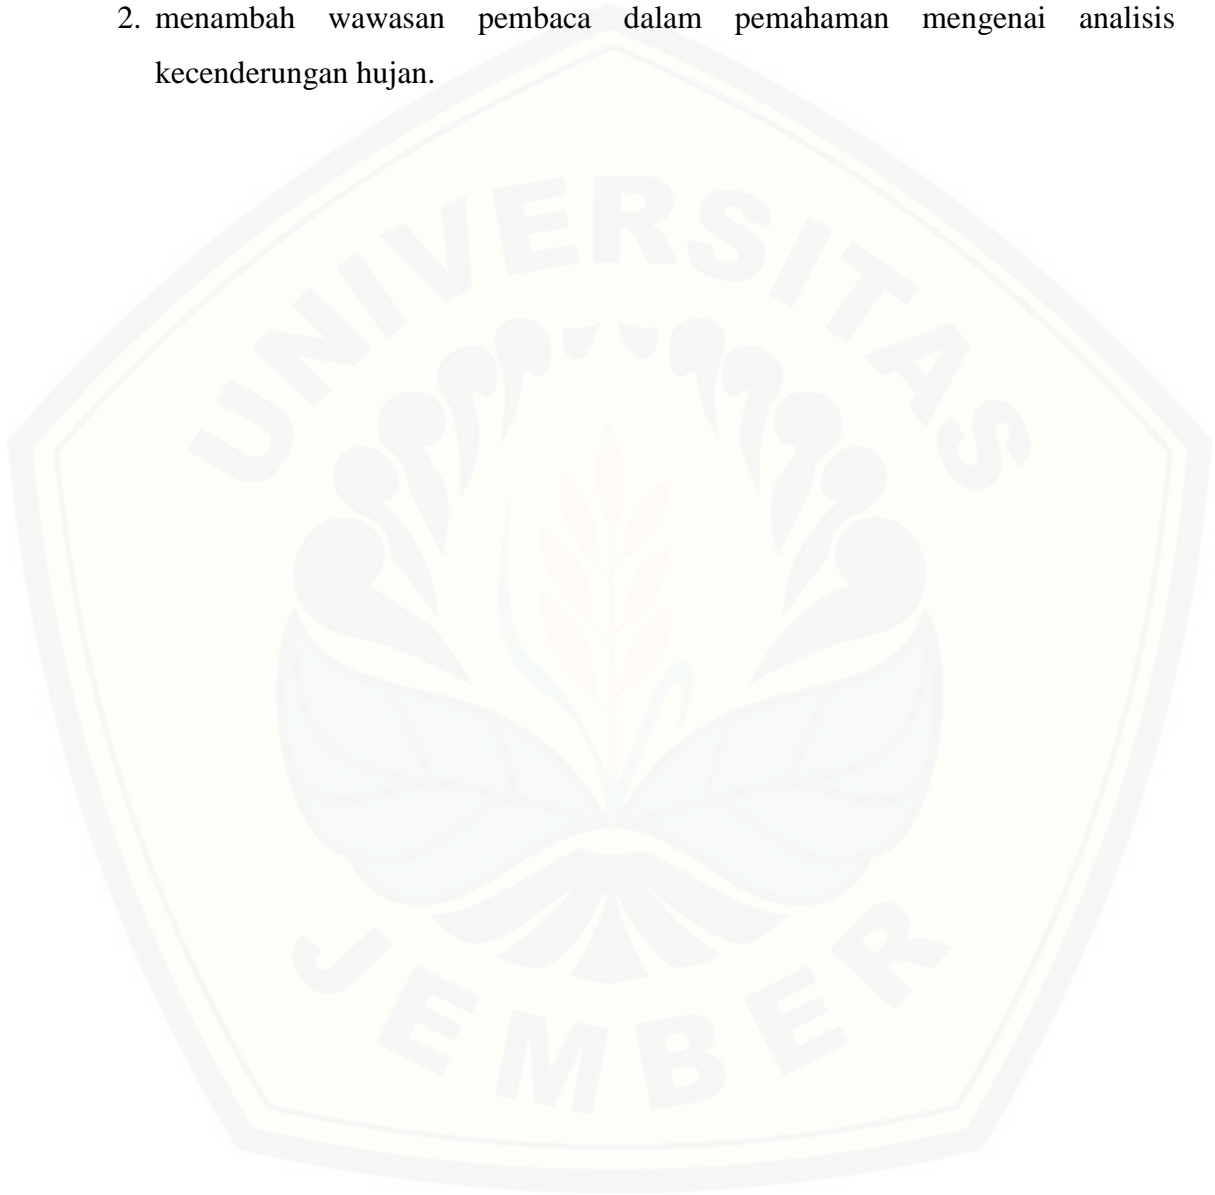 2. menambah wawasan pembaca dalam pemahaman mengenai analisis
kecenderungan hujan.
UNIVERSITAS
JEMBER